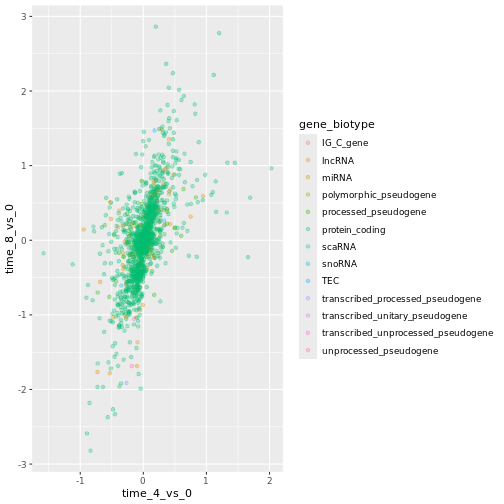 3
2
1
0
-1
-2
-3
time_8_vs_0
-1
0
1
2
time_4_vs_0
gene_biotype
IG_C_gene
lncRNA
miRNA
polymorphic_pseudogene
processed_pseudogene
protein_coding
scaRNA
snoRNA
TEC
transcribed_processed_pseudogene
transcribed_unitary_pseudogene
transcribed_unprocessed_pseudogene
unprocessed_pseudogene